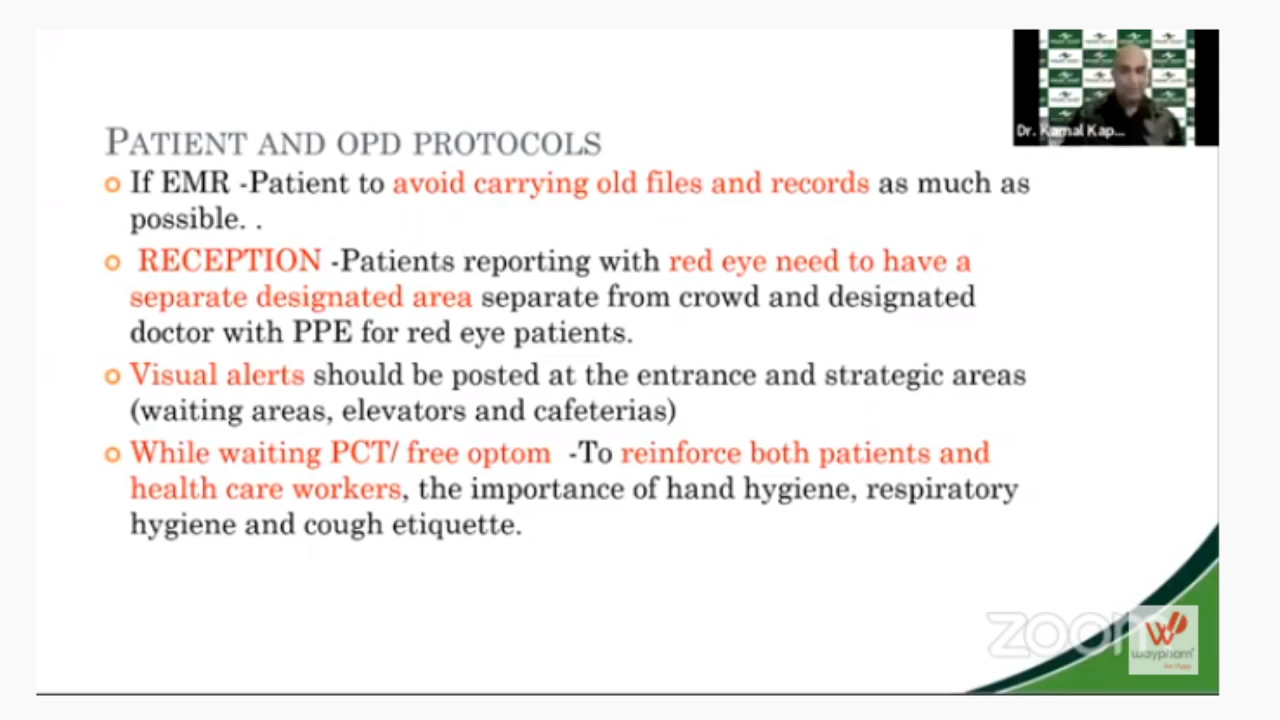 PATIENT AND OPD PROTOCOLS
If EMR -Patient to avoid carrying old files and records as much as
possible. .
RECEPTION -Patients reporting with red eye need to have a
separate designated area separate from crowd and designated
doctor with PPE for red eye patients.
Visual alerts should be posted at the entrance and strategic areas
(waiting areas, elevators and cafeterias)
While waiting PCT/ free optom -To reinforce both patients and
health care workers, the importance of hand hygiene, respiratory
hygiene and cough etiquette.
Dr. Kamal Kap...
zoom
waypham